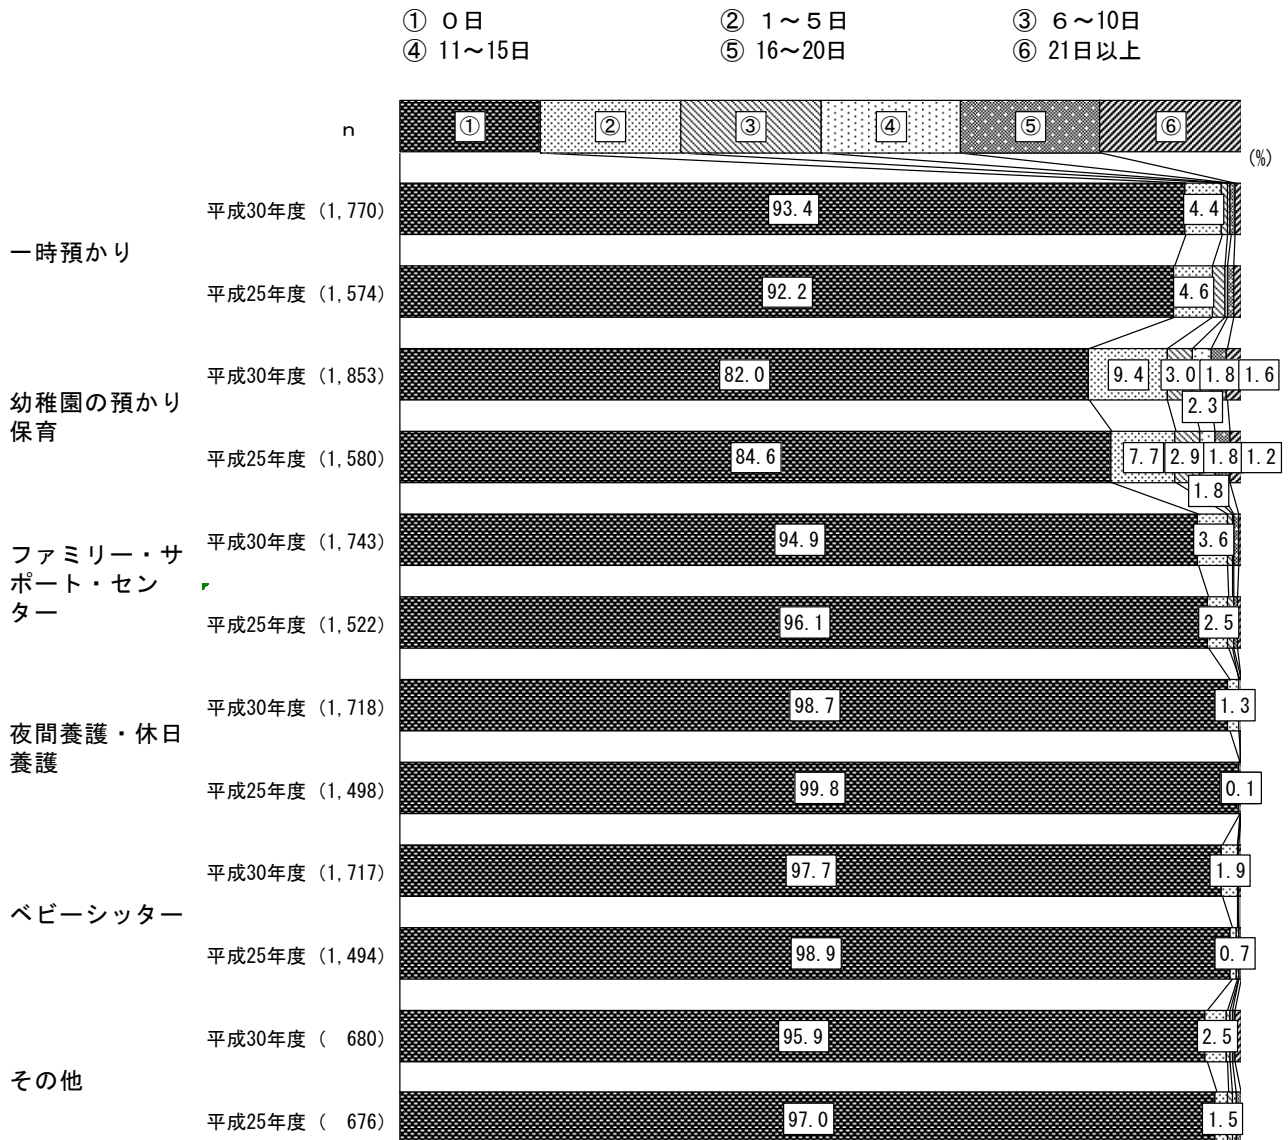 ① 0日 ② 1～5日 ③ 6～10日
④ 11～15日 ⑤ 16～20日 ⑥ 21日以上
n ① ② ③ ④ ⑤ ⑥
(%)
平成30年度 (1,770) 93.4 4.4
一時預かり
平成25年度 (1,574) 92.2 4.6
平成30年度 (1,853) 82.0 9.4 3.0 1.8 1.6
2.3
幼稚園の預かり
保育
平成25年度 (1,580) 84.6 7.7 2.9 1.8 1.2
1.8
平成30年度 (1,743) 94.9 3.6
ファミリー・サ
ポート・セン
ター
平成25年度 (1,522) 96.1 2.5
平成30年度 (1,718) 98.7 1.3
夜間養護・休日
養護
平成25年度 (1,498) 99.8 0.1
平成30年度 (1,717) 97.7 1.9
ベビーシッター
平成25年度 (1,494) 98.9 0.7
平成30年度 ( 680) 95.9 2.5
その他
平成25年度 ( 676) 97.0 1.5